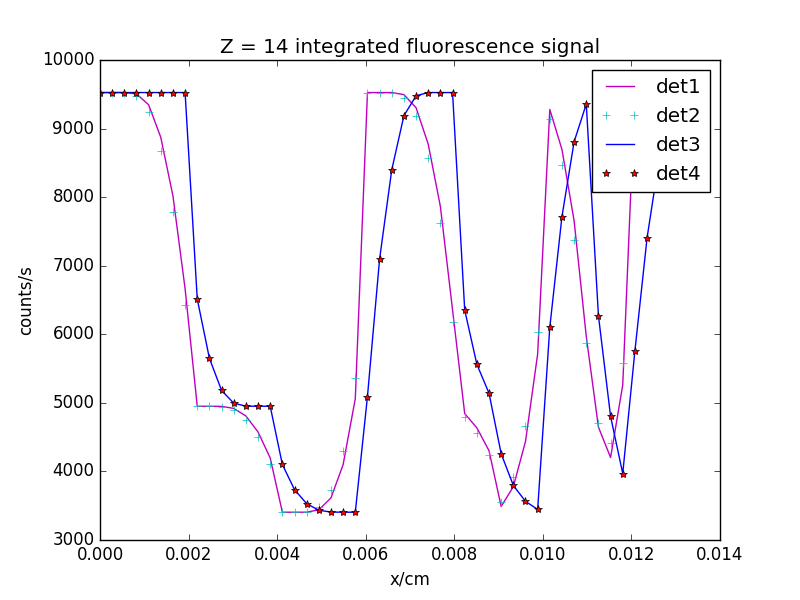 Z = 14 integrated fluorescence signal
10000
9000
8000
7000
6000
5000
4000
3000
counts/s
det1
det2
det3
det4
0.000 0.002 0.004 0.006 0.008 0.010 0.012 0.014
x/cm